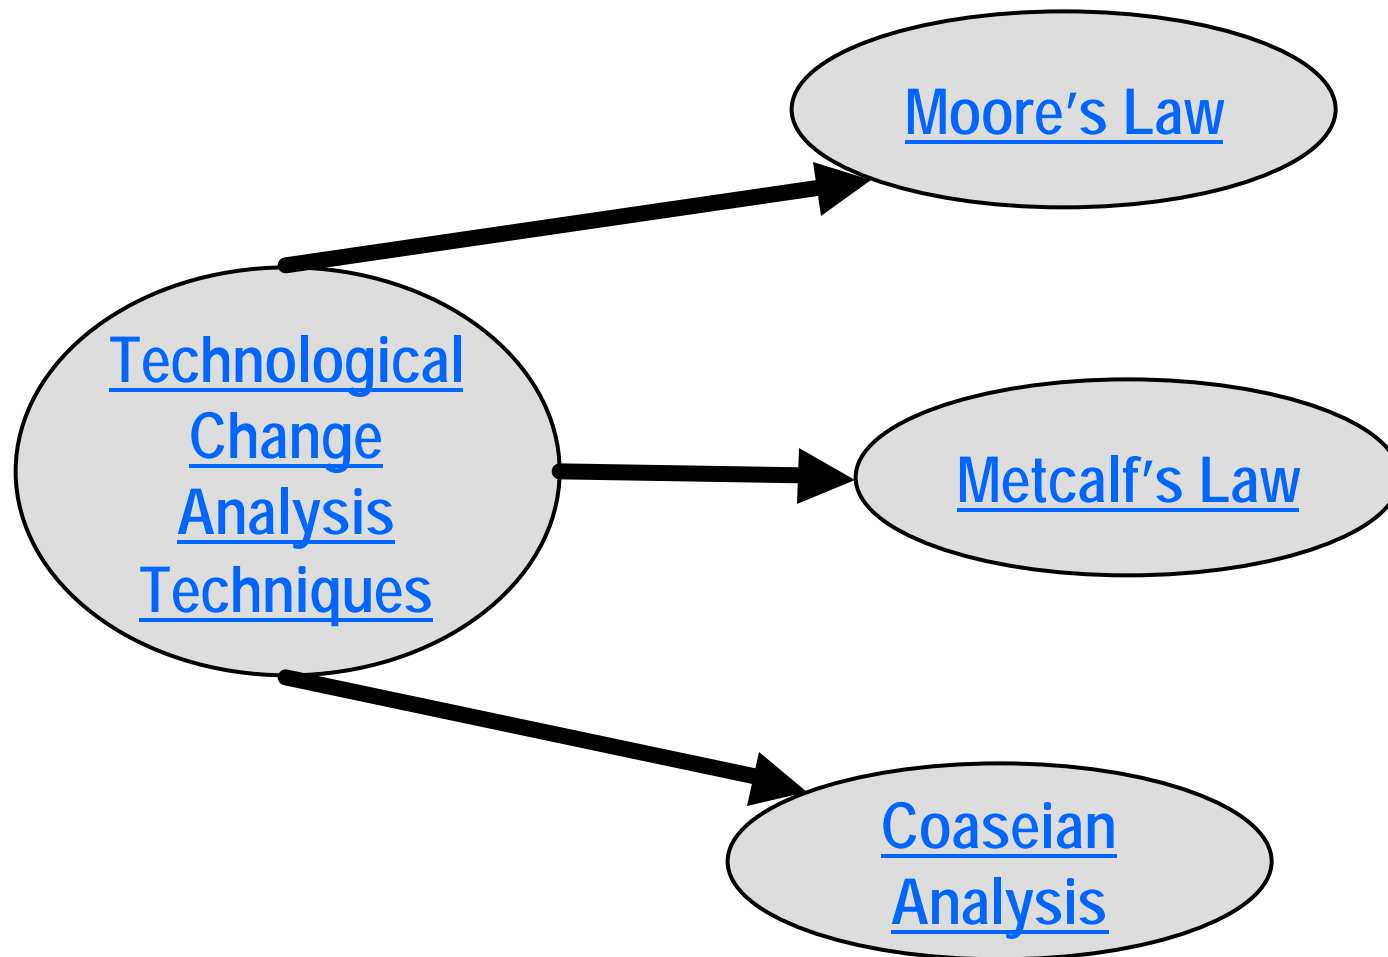 Moore's Law
Technological
Change
Analysis
Techniques
Metcalf's Law
Coaseian
Analysis